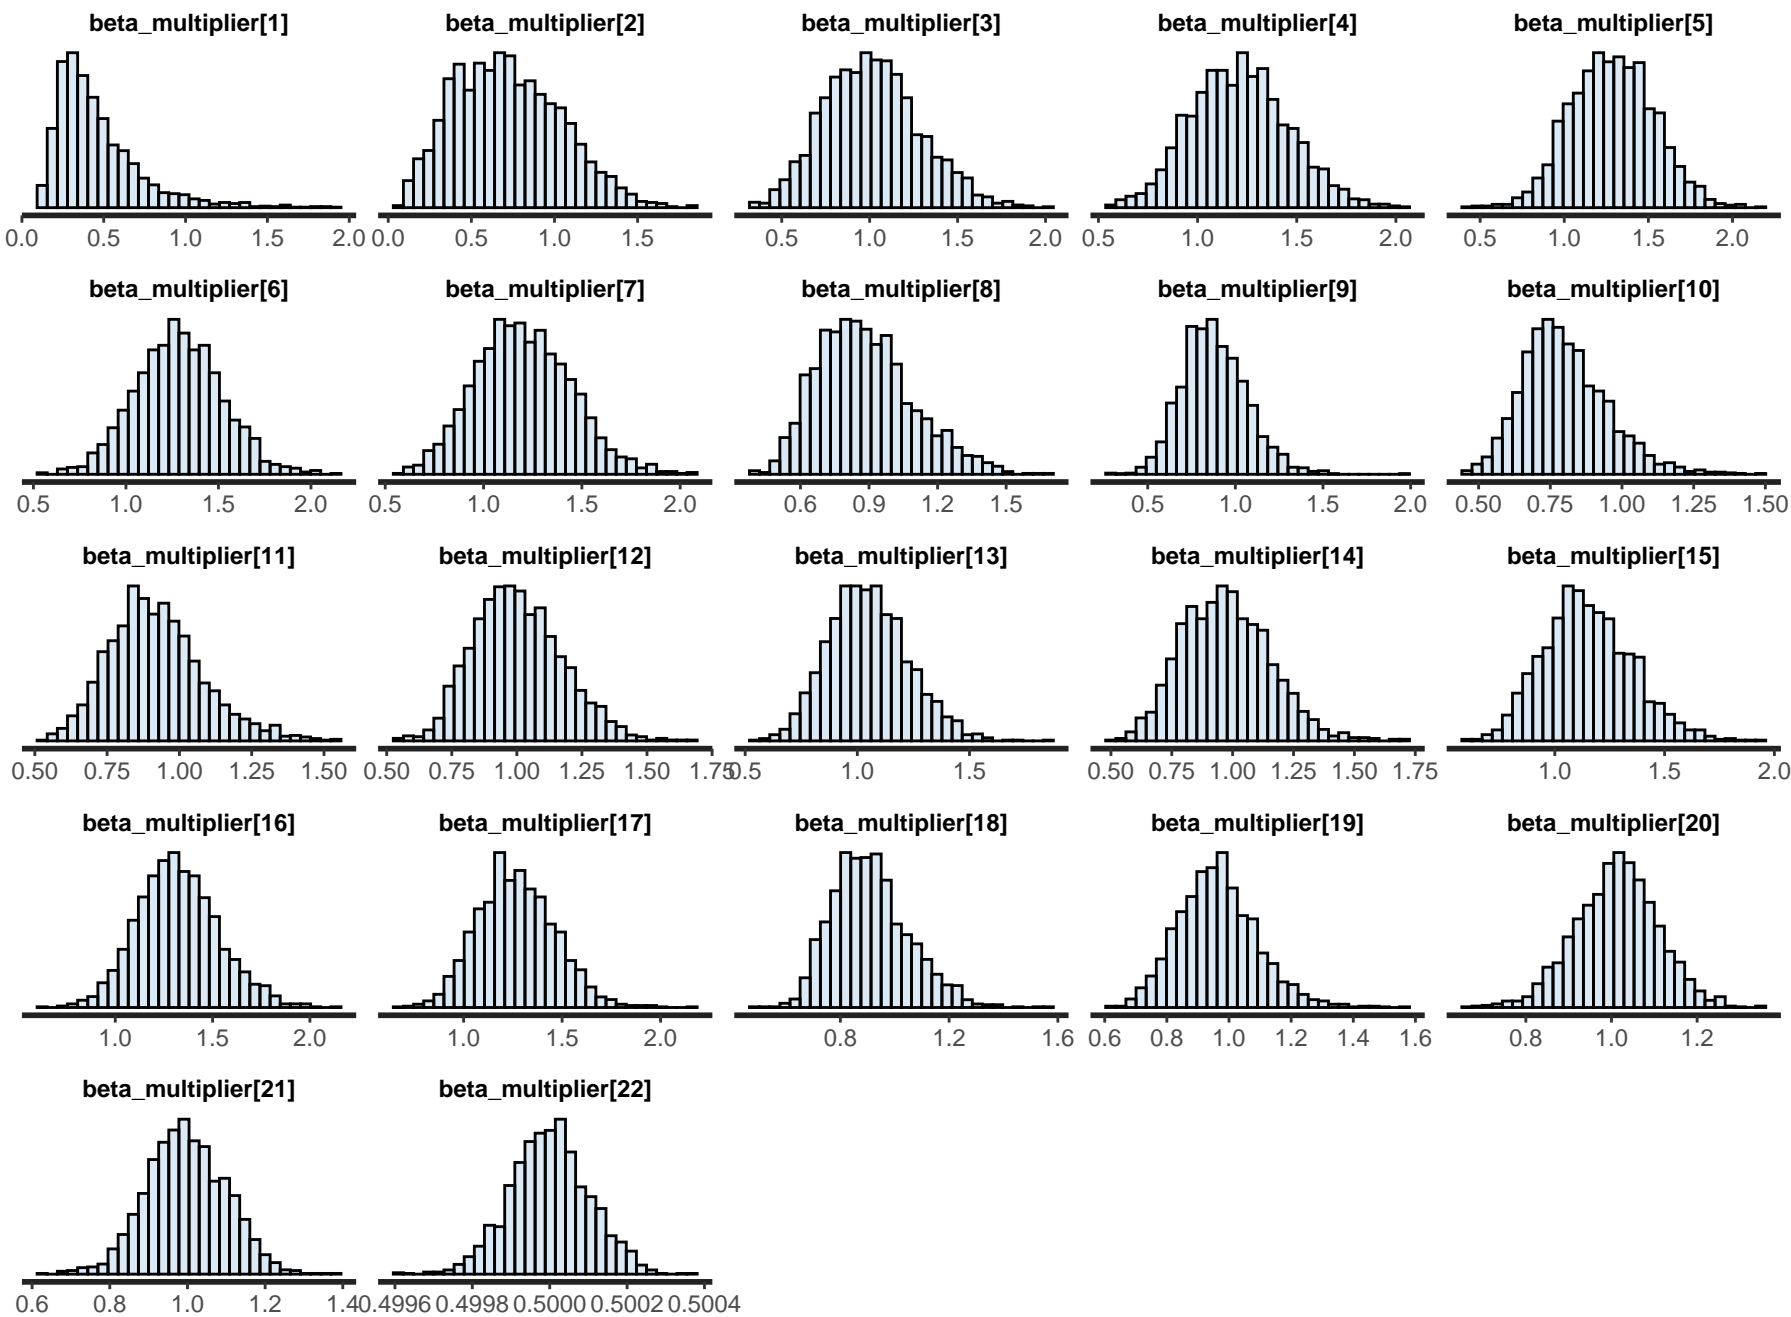 beta_multiplier[1] beta_multiplier[2] beta_multiplier[3] beta_multiplier[4] beta_multiplier[5]
0.0 0.5 1.0 1.5 2.0 0.0 0.5 1.0 1.5 0.5 1.0 1.5 2.0 0.5 1.0 1.5 2.0 0.5 1.0 1.5 2.0
beta_multiplier[6] beta_multiplier[7] beta_multiplier[8] beta_multiplier[9] beta_multiplier[10]
0.5 1.0 1.5 2.0 0.5 1.0 1.5 2.0 0.6 0.9 1.2 1.5 0.5 1.0 1.5 2.0 0.50 0.75 1.00 1.25 1.50
beta_multiplier[11] beta_multiplier[12] beta_multiplier[13] beta_multiplier[14] beta_multiplier[15]
0.50 0.75 1.00 1.25 1.50 0.50 0.75 1.00 1.25 1.50 1.75 0.5 1.0 1.5 0.50 0.75 1.00 1.25 1.50 1.75 1.0 1.5 2.0
beta_multiplier[16] beta_multiplier[17] beta_multiplier[18] beta_multiplier[19] beta_multiplier[20]
1.0 1.5 2.0 1.0 1.5 2.0 0.8 1.2 1.6 0.6 0.8 1.0 1.2 1.4 1.6 0.8 1.0 1.2
beta_multiplier[21] beta_multiplier[22]
0.6 0.8 1.0 1.2 1.4 0.4996 0.4998 0.5000 0.5002 0.5004